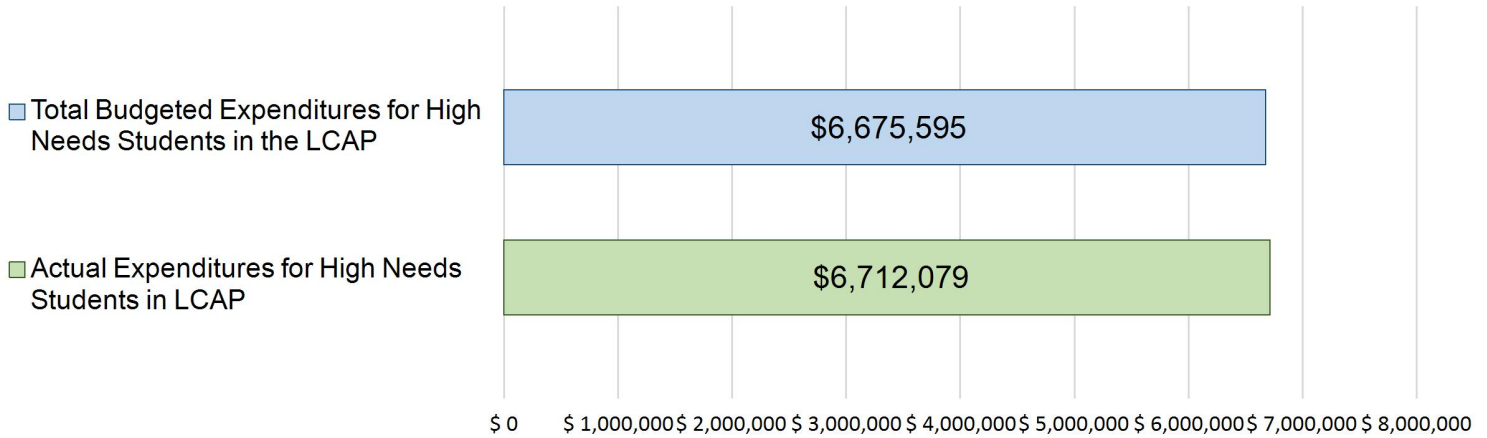 Total Budgeted Expenditures for High
Needs Students in the LCAP
$6,675,595
Actual Expenditures for High Needs
Students in LCAP
$6,712,079
$ 0 $ 1,000,000 $ 2,000,000 $ 3,000,000 $ 4,000,000 $ 5,000,000 $ 6,000,000 $ 7,000,000 $ 8,000,000